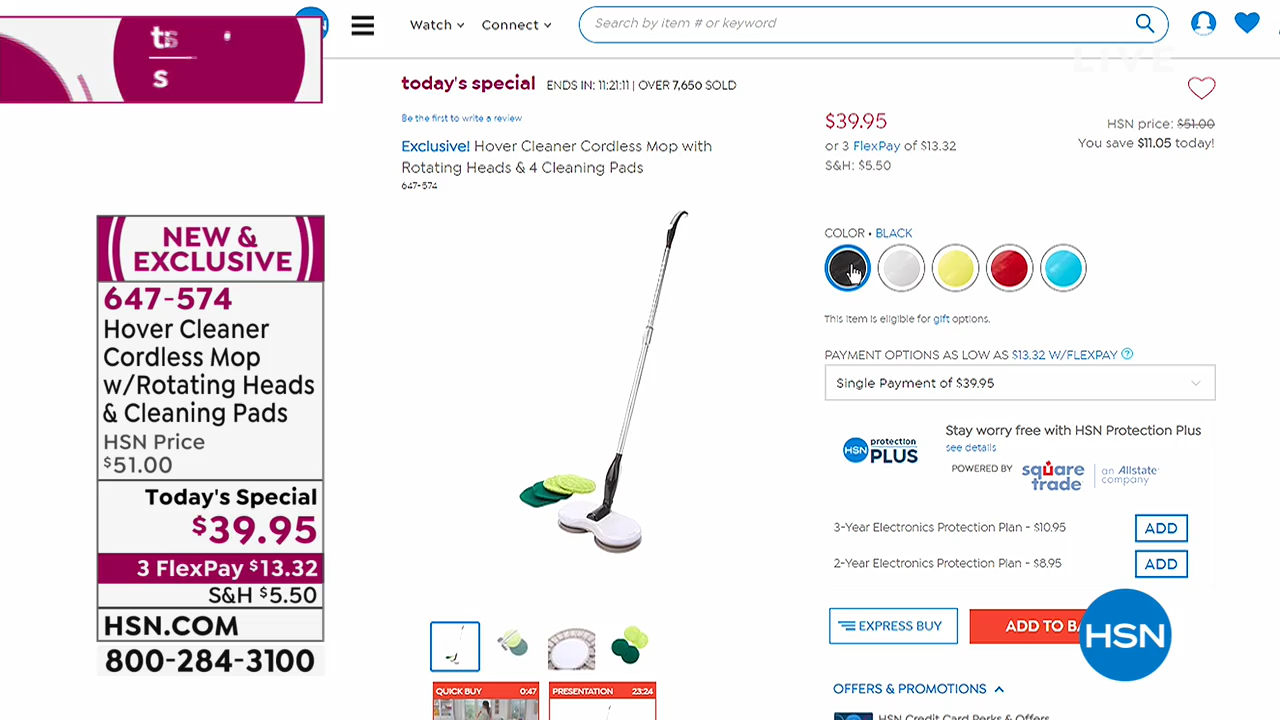 Watch
Connect
Search by item # or keyword
LIVE
today's special ENDS IN: 11:21:11 | OVER 7,650 SOLD
Be the first to write a review
Exclusive! Hover Cleaner Cordless Mop with
Rotating Heads & 4 Cleaning Pads
647-574
$39.95
or 3 FlexPay of $13.32
S&H: $5.50
HSN price: $51.00
You save $11.05 today!
COLOR • BLACK
This item is eligible for gift options.
PAYMENT OPTIONS AS LOW AS $13.32 W/FLEXPAY ?
Single Payment of $39.95
HSN protection PLUS
Stay worry free with HSN Protection Plus
see details
POWERED BY square trade | an Allstate company
3-Year Electronics Protection Plan - $10.95 ADD
2-Year Electronics Protection Plan - $8.95 ADD
EXPRESS BUY
ADD TO BA
HSN
OFFERS & PROMOTIONS
HSN Credit Card Perks & Offers
QUICK BUY 0:47
PRESENTATION 23:24
NEW &
EXCLUSIVE
647-574
Hover Cleaner
Cordless Mop
w/Rotating Heads
& Cleaning Pads
HSN Price
$51.00
Today's Special
$39.95
3 FlexPay $13.32
S&H $5.50
HSN.COM
800-284-3100